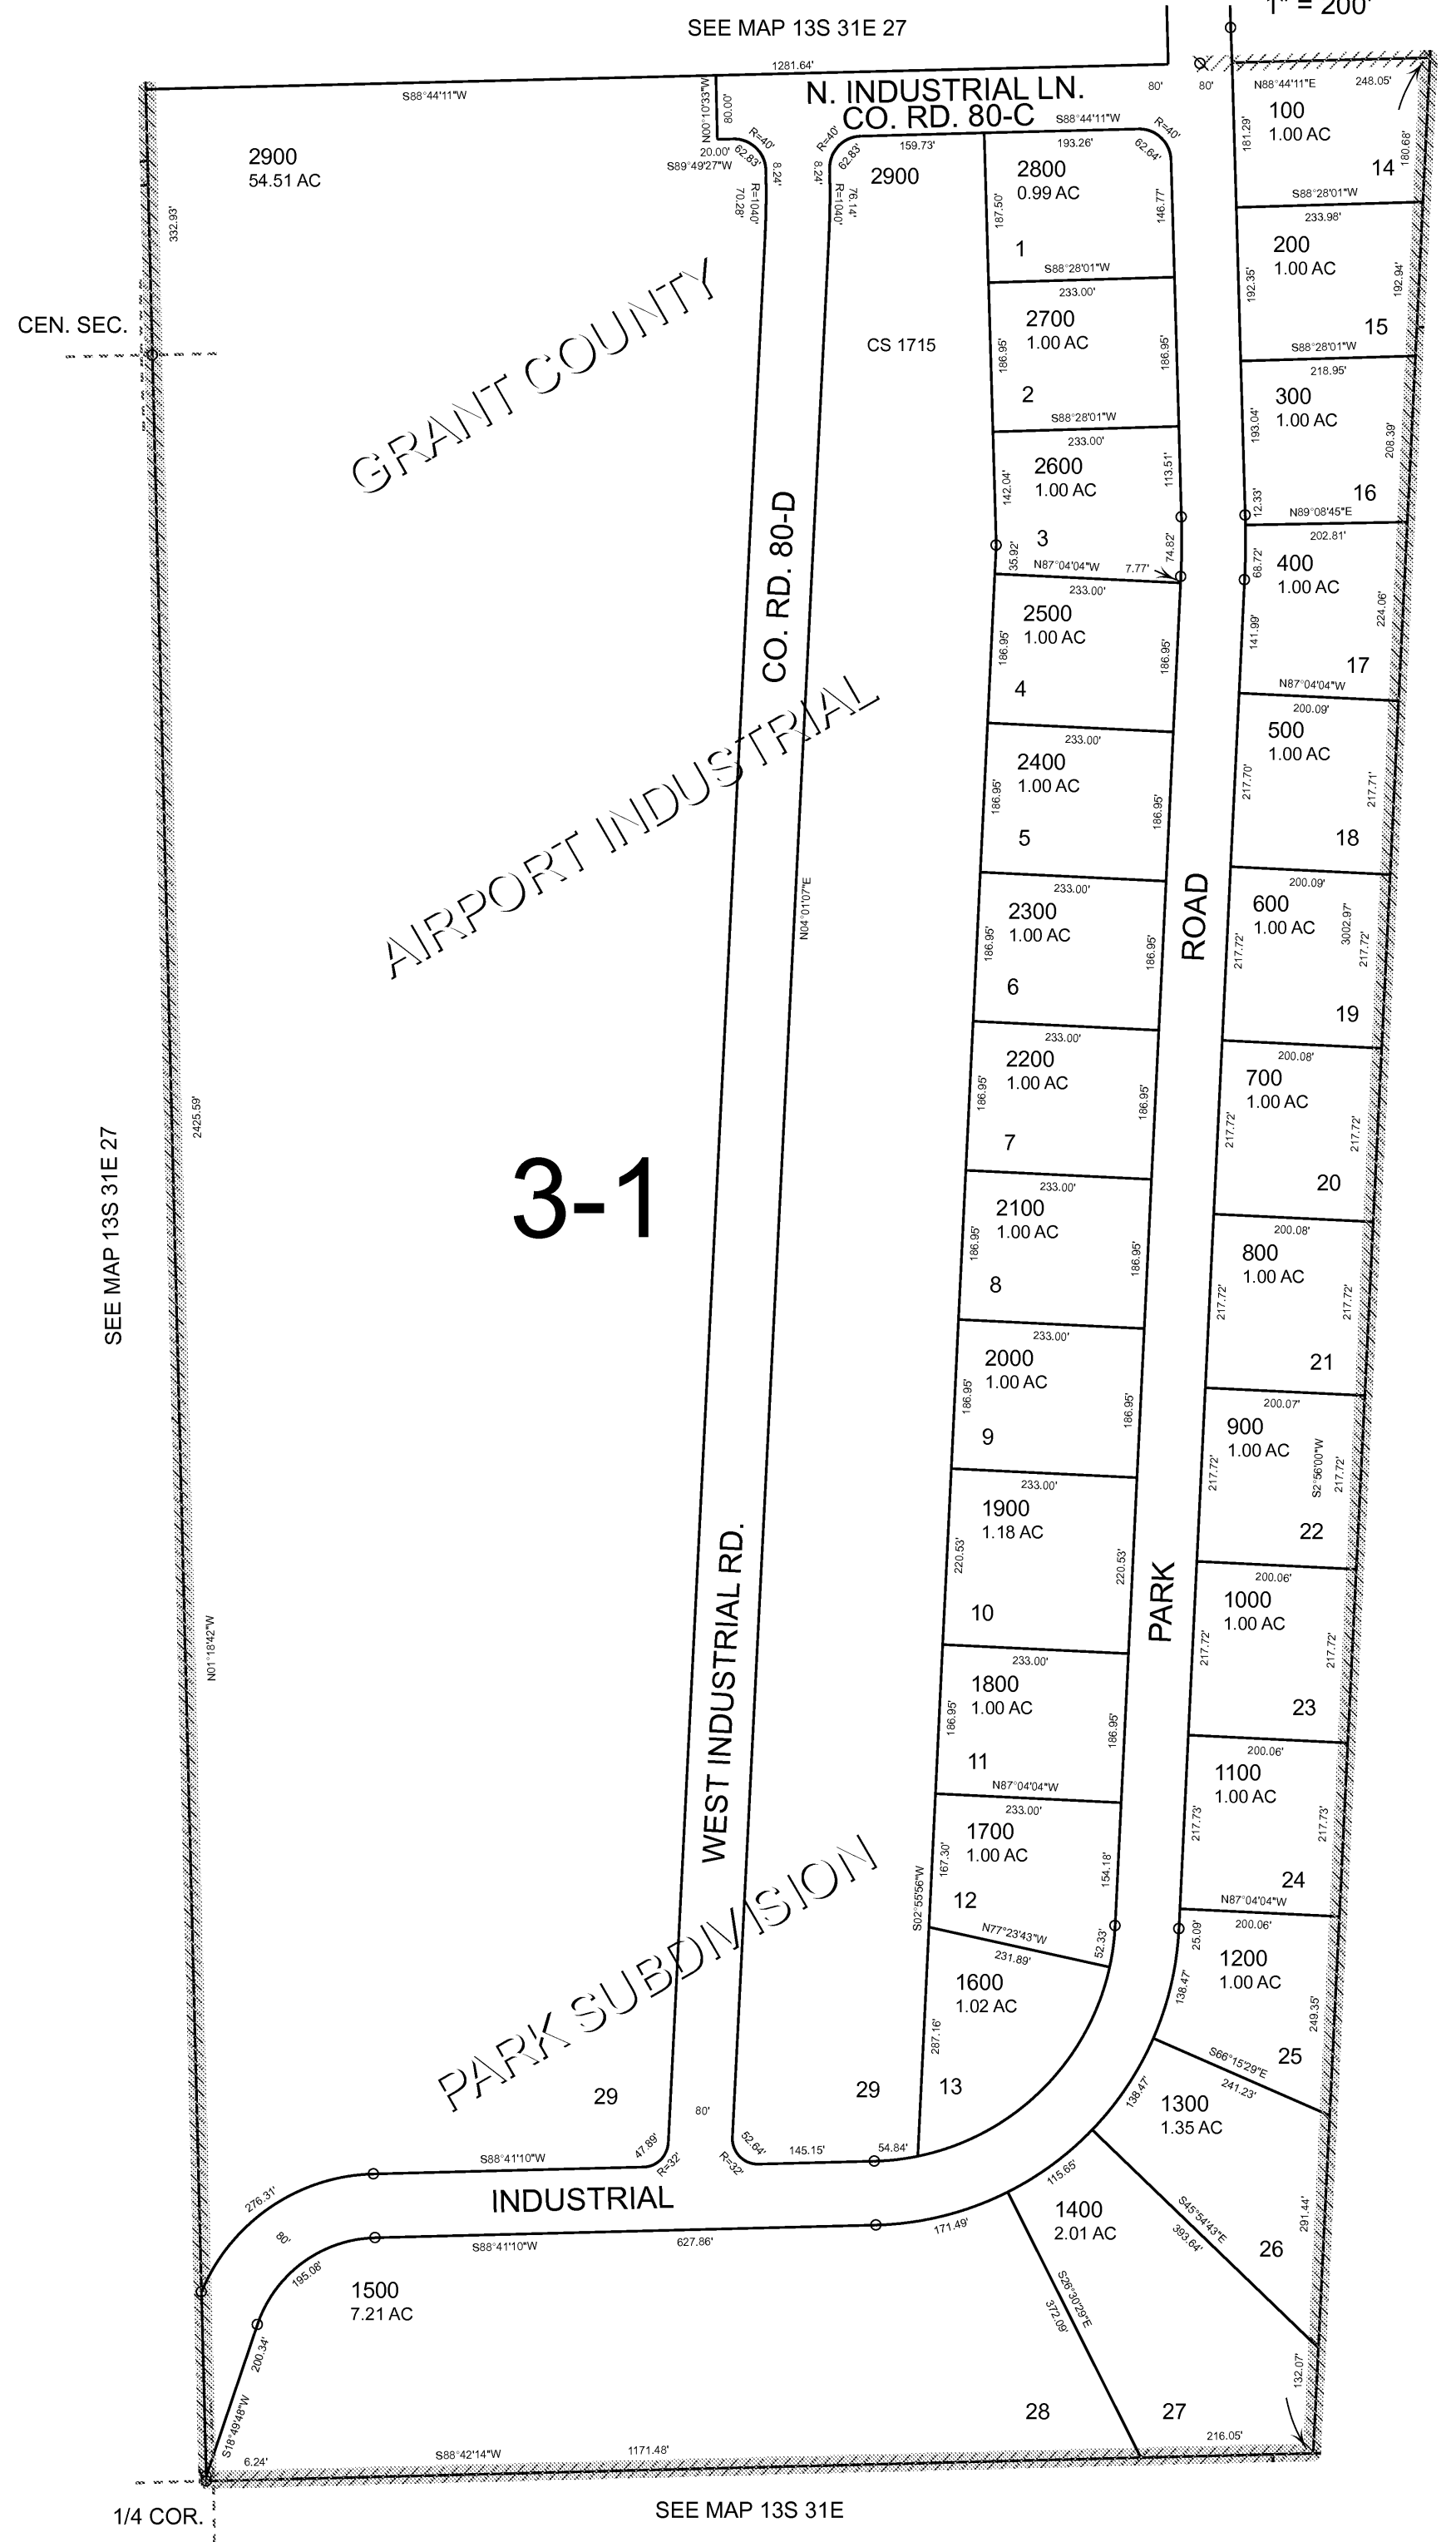 1" = 200'
SEE MAP 13S 31E 27
1281.64'
S88°44'11"W
N00°10'33"W
80.00'
N. INDUSTRIAL LN.
CO. RD. 80-C
80'
80'
N88°44'11"E
248.05'
2900
54.51 AC
332.93'
20.00'
S89°49'27"W
R=40'
62.83'
8.24'
R=1040'
70.28'
R=40'
62.83'
8.24'
R=1040'
76.14'
159.73'
2900
S88°44'11"W
193.26'
R=40'
62.64'
2800
0.99 AC
187.50'
146.77'
1
S88°28'01"W
233.00'
100
1.00 AC
181.29'
180.68'
14
S88°28'01"W
233.98'
200
1.00 AC
192.35'
192.94'
15
S88°28'01"W
218.95'
CEN. SEC.
GRANT COUNTY
CS 1715
2700
1.00 AC
186.95'
186.95'
2
S88°28'01"W
233.00'
300
1.00 AC
193.04'
208.39'
16
12.33'
N89°08'45"E
202.81'
2600
1.00 AC
142.04'
113.51'
3
35.92'
74.82'
N87°04'04"W
7.77'
233.00'
400
1.00 AC
68.72'
141.99'
224.06'
17
N87°04'04"W
200.09'
CO. RD. 80-D
2500
1.00 AC
186.95'
186.95'
4
233.00'
500
1.00 AC
217.70'
217.71'
18
200.09'
AIRPORT INDUSTRIAL
2400
1.00 AC
186.95'
186.95'
5
233.00'
N04°01'07"E
ROAD
600
1.00 AC
217.72'
3002.97'
217.72'
19
200.08'
2300
1.00 AC
186.95'
186.95'
6
233.00'
2425.59'
SEE MAP 13S 31E 27
3-1
2200
1.00 AC
186.95'
186.95'
7
233.00'
700
1.00 AC
217.72'
217.72'
20
200.08'
2100
1.00 AC
186.95'
186.95'
8
233.00'
800
1.00 AC
217.72'
217.72'
21
200.07'
2000
1.00 AC
186.95'
186.95'
9
233.00'
900
1.00 AC
217.72'
S2°56'00"W
217.72'
22
200.06'
N01°18'42"W
WEST INDUSTRIAL RD.
1900
1.18 AC
220.53'
220.53'
10
233.00'
PARK
1000
1.00 AC
217.72'
217.72'
23
200.06'
1800
1.00 AC
186.95'
186.95'
11
N87°04'04"W
233.00'
1100
1.00 AC
217.73'
217.73'
24
N87°04'04"W
200.06'
PARK SUBDIVISION
1700
1.00 AC
167.30'
154.18'
12
S02°55'56"W
N77°23'43"W
231.89'
52.33'
25.09'
1200
1.00 AC
138.47'
249.35'
25
S66°15'29"E
241.23'
1600
1.02 AC
287.16'
13
29
29
80'
47.89'
R=32'
52.64'
R=32'
145.15'
54.84'
138.47'
1300
1.35 AC
291.44'
26
S45°54'43"E
393.64'
115.65'
S88°41'10"W
276.31'
INDUSTRIAL
80'
195.08'
S88°41'10"W
627.86'
171.49'
1400
2.01 AC
S26°30'29"E
372.09'
1500
7.21 AC
200.34'
S18°49'48"W
132.07'
28
27
216.05'
6.24'
S88°42'14"W
1171.48'
1/4 COR.
SEE MAP 13S 31E